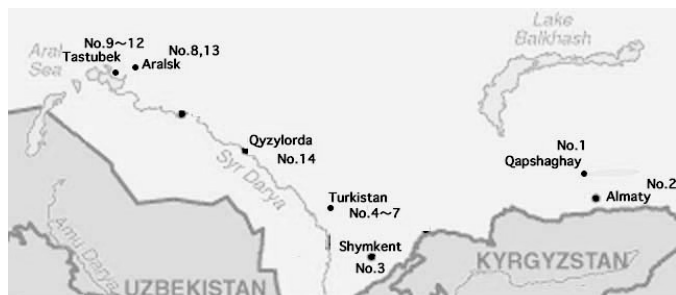 Lake
Balkhash
No.9～12
No.8,13
Aral
Sea
Tastubek
Aralsk
Qyzylorda
No.14
No.1
Qapshaghay
No.2
Almaty
Syr Darya
Turkistan
No.4～7
Shymkent
No.3
Amu Darya
UZBEKISTAN
KYRGYZSTAN